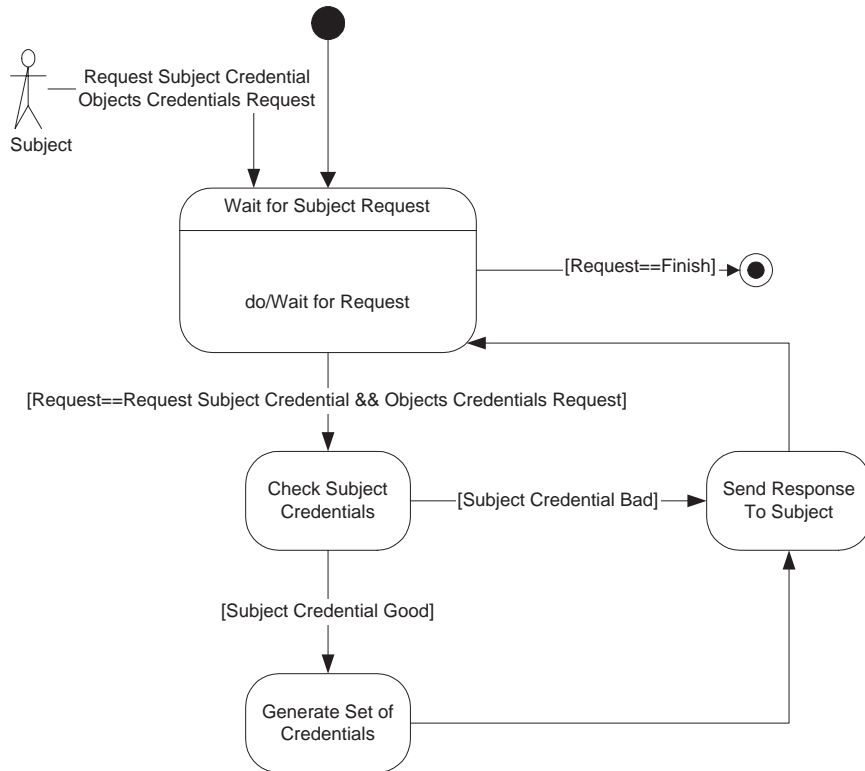 Request Subject Credential
Objects Credentials Request
Subject
Wait for Subject Request
[Request==Finish]
do/Wait for Request
[Request==Request Subject Credential && Objects Credentials Request]
Check Subject
Credentials
[Subject Credential Bad]
Send Response
To Subject
[Subject Credential Good]
Generate Set of
Credentials